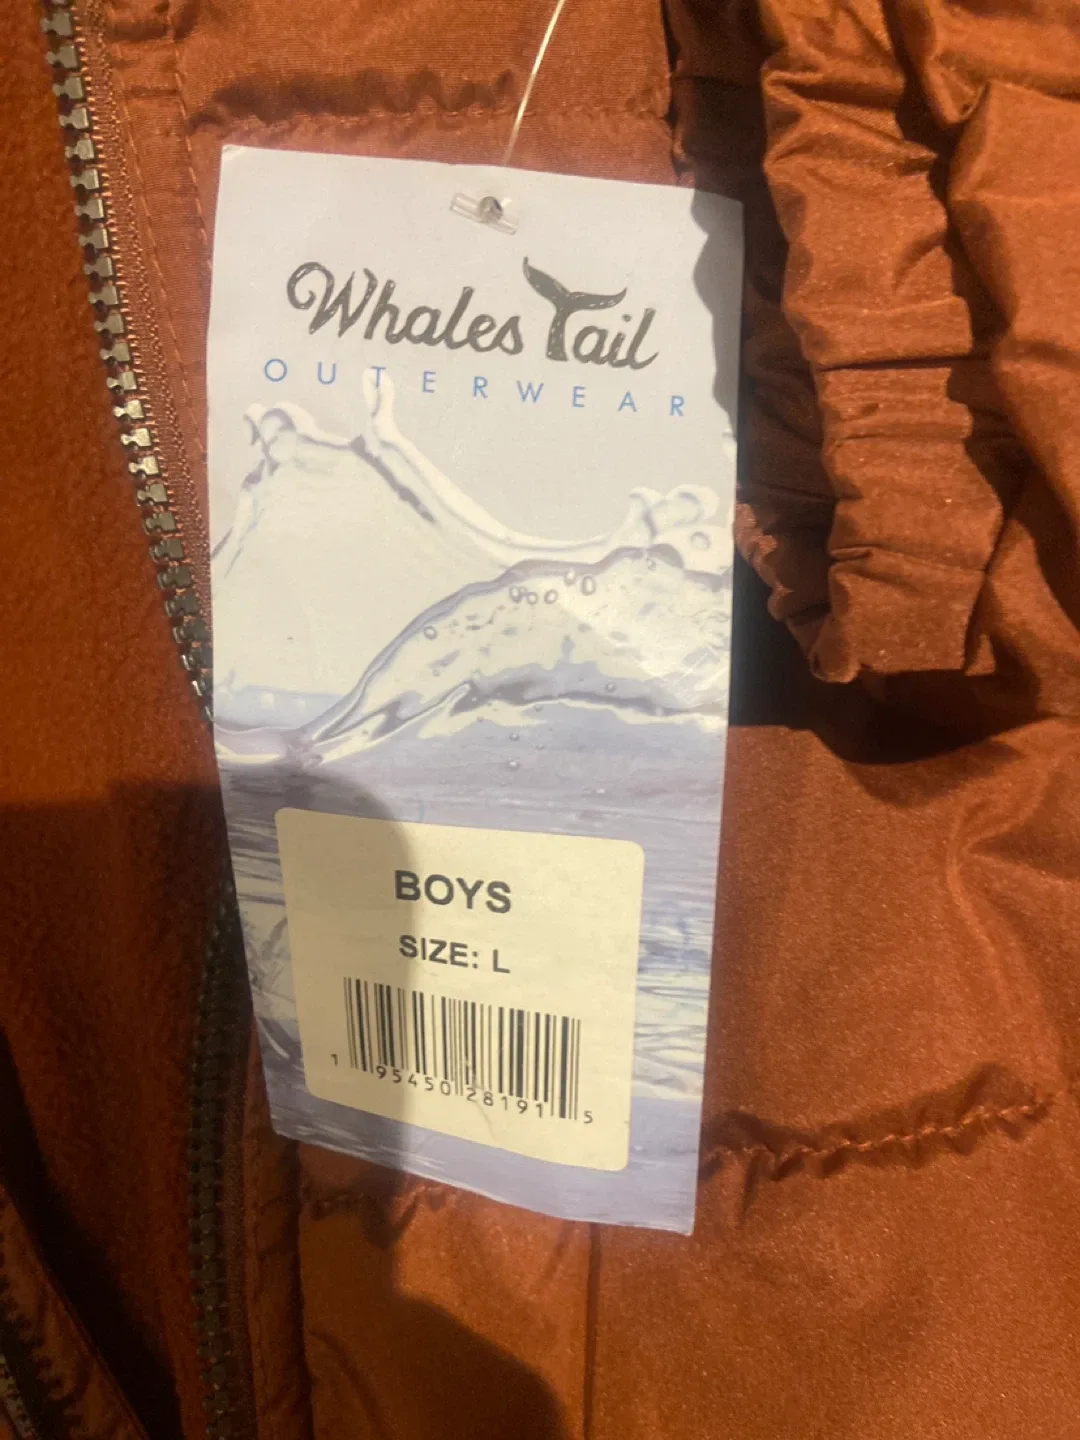 Whales Tail
OUTERWEAR
BOYS
SIZE: L
1 95450 28191 5